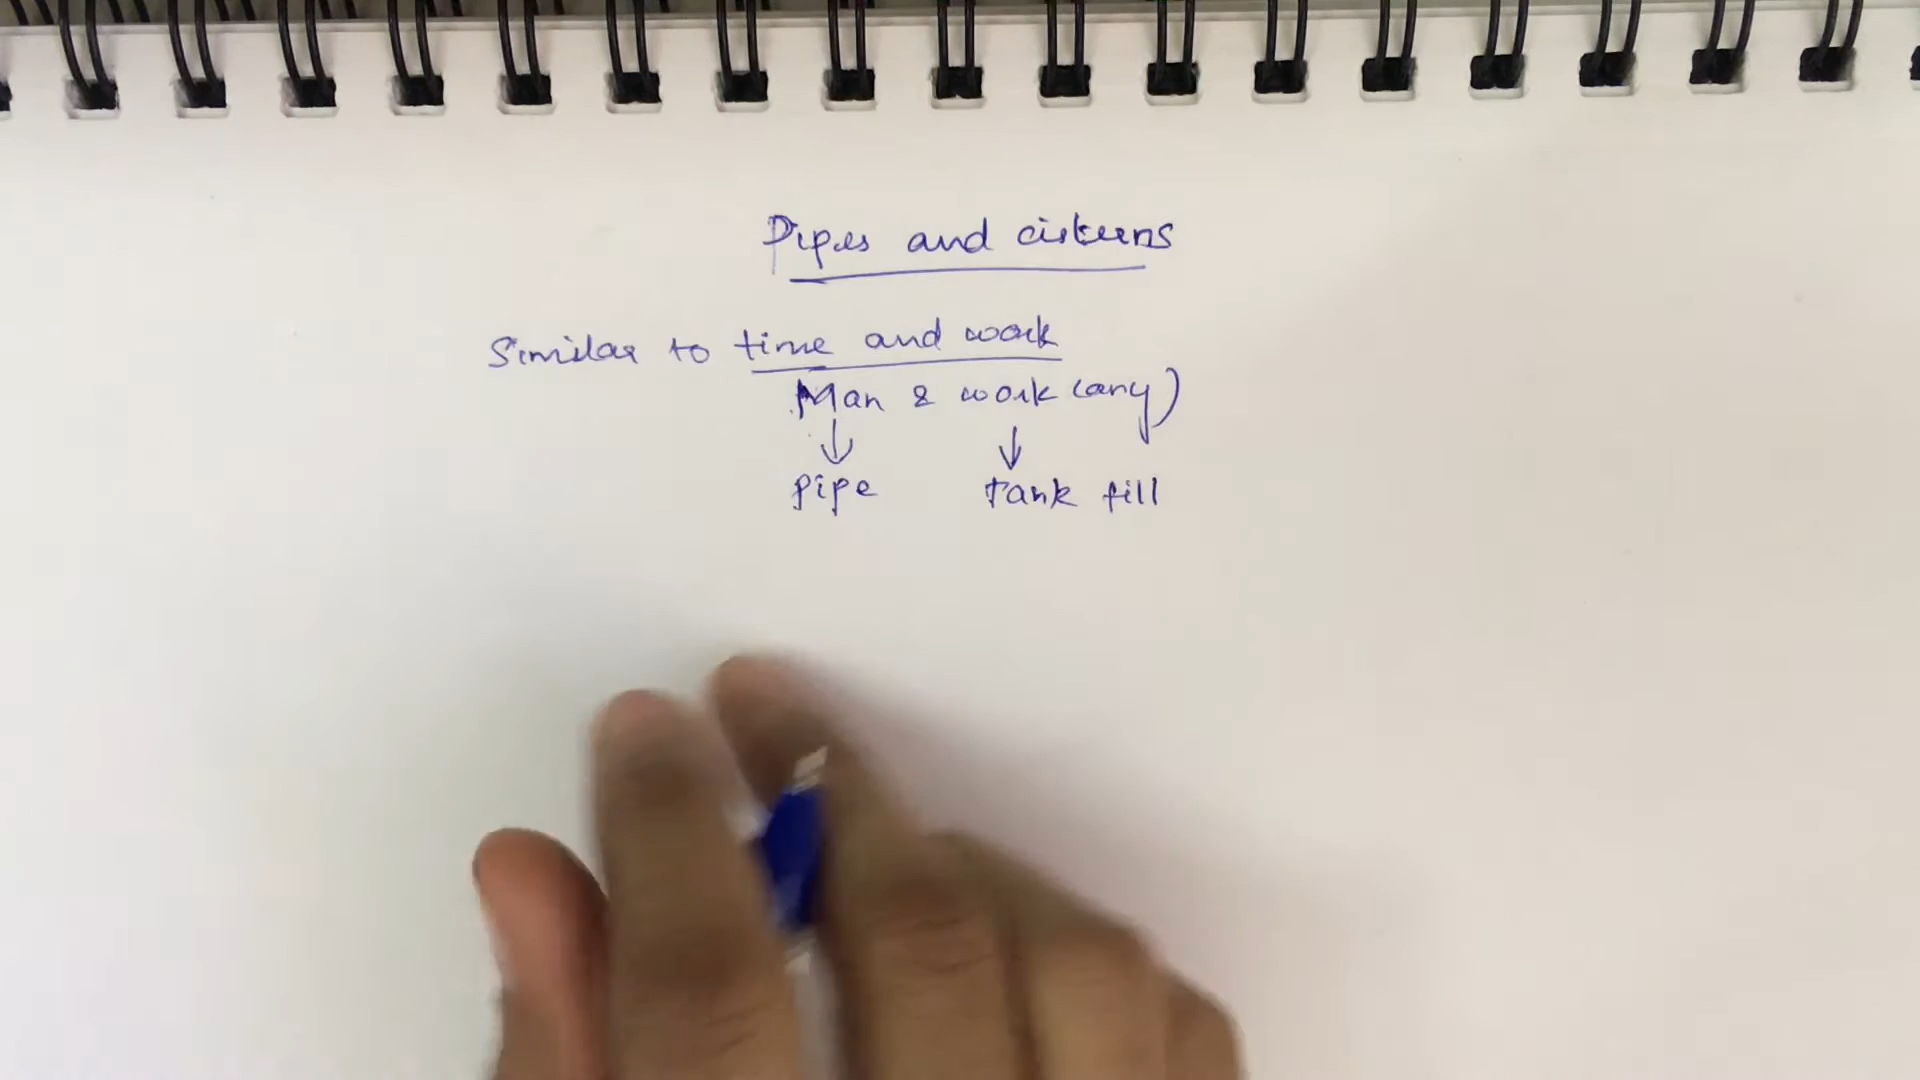 Pipes and cisterns
Similar to time and work
Man & work (any)
↓ ↓
pipe tank fill